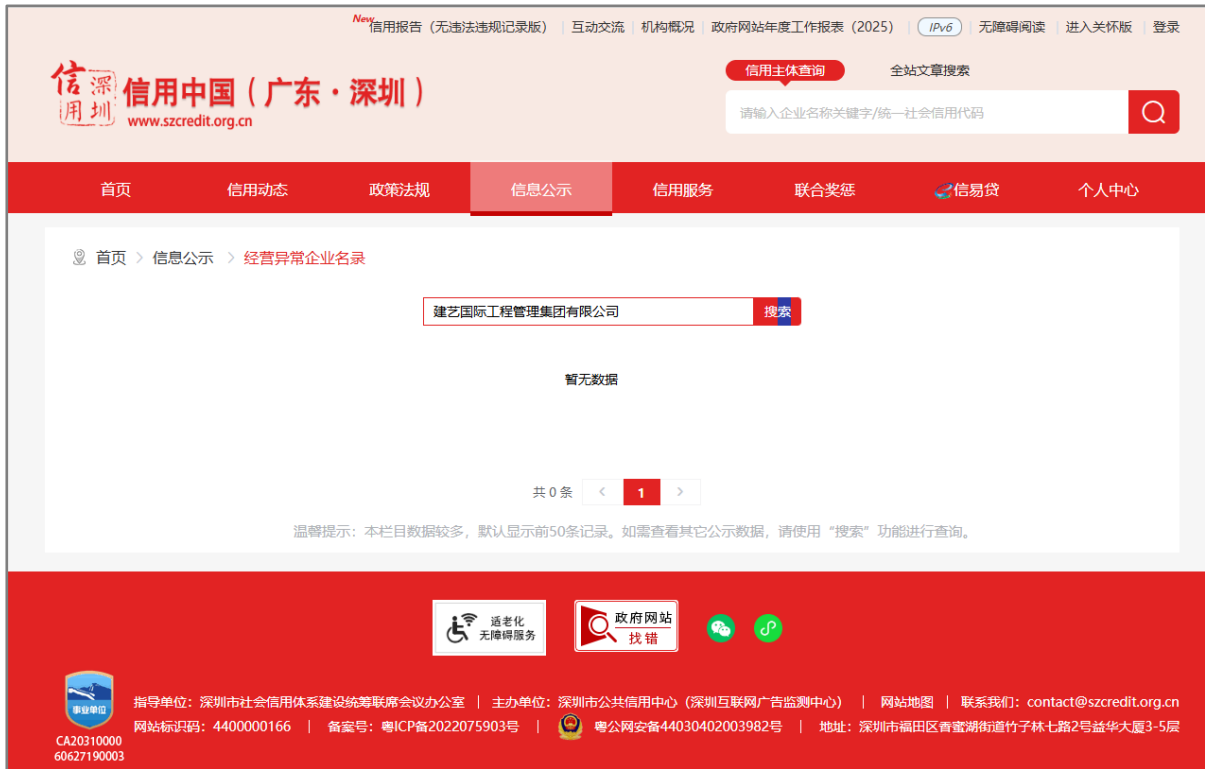 New 信用报告（无违法违规记录版） 互动交流 机构概况 政府网站年度工作报表（2025） IPv6 无障碍阅读 进入关怀版 登录
信用深圳
信用中国（广东·深圳）
www.szcredit.org.cn
信用主体查询 全站文章搜索
请输入企业名称关键字/统一社会信用代码
首页 信用动态 政策法规 信息公示 信用服务 联合奖惩 信易贷 个人中心
首页 > 信息公示 > 经营异常企业名录
建艺国际工程管理集团有限公司 搜索
暂无数据
共 0 条 < 1 >
温馨提示：本栏目数据较多，默认显示前50条记录。如需查看其它公示数据，请使用“搜索”功能进行查询。
适老化
无障碍服务
政府网站
找错
事业单位
CA20310000
60627190003
指导单位：深圳市社会信用体系建设统筹联席会议办公室 | 主办单位：深圳市公共信用中心（深圳互联网广告监测中心） | 网站地图 | 联系我们：contact@szcredit.org.cn
网站标识码：4400000166 | 备案号：粤ICP备2022075903号 | 粤公网安备44030402003982号 | 地址：深圳市福田区香蜜湖街道竹子林七路2号益华大厦3-5层